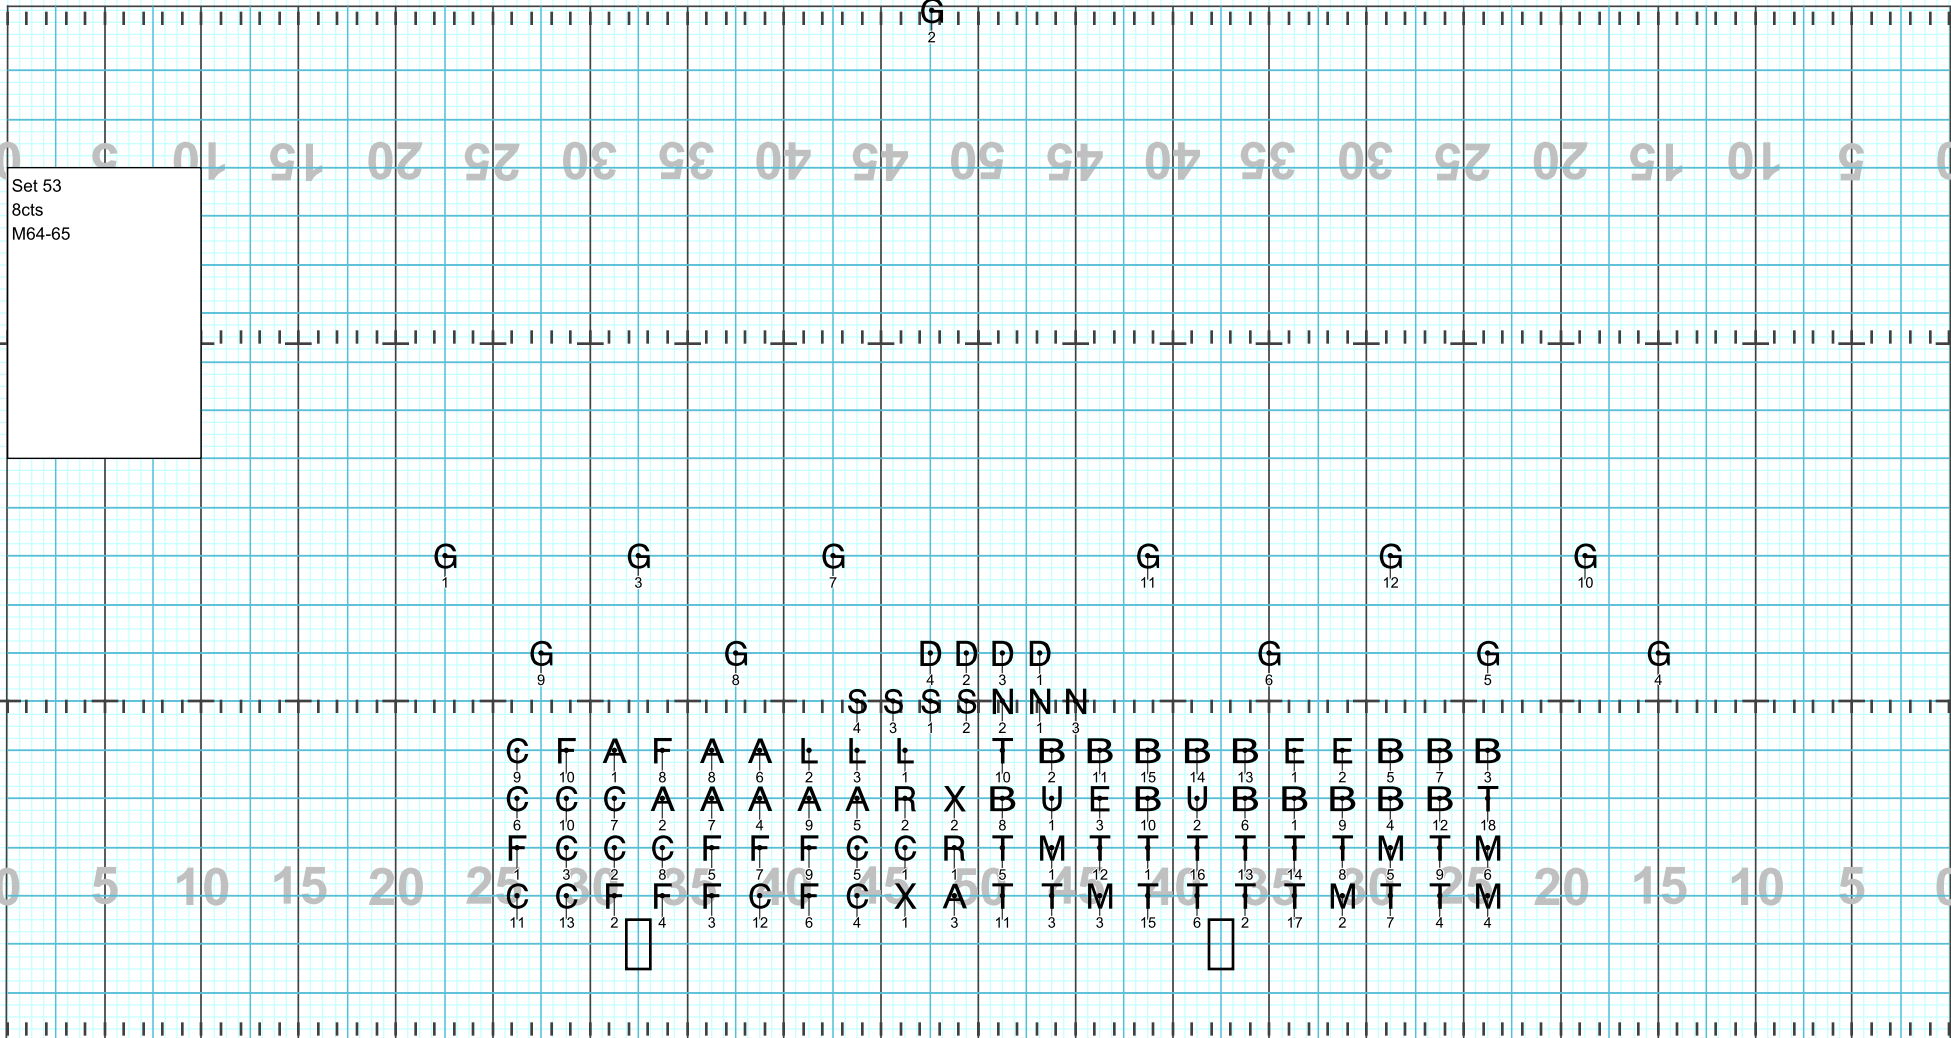 G
2
0 5 10 15 20 25 30 35 40 45 50 45 40 35 30 25 20 15 10 5 0
Set 53
8cts
M64-65
G G G G G G
1 3 7 11 12 10
G G D D D D G G G
9 8 4 2 3 1 6 5 4
S S S S N N N
4 3 1 2 2 1 3
C F A F A A L L L T B B B B B E E B B B
9 10 1 8 8 6 2 3 1 10 2 11 15 14 13 1 2 5 7 3
C C C A A A A A R X B U E B U B B B B B T
6 10 7 2 7 4 9 5 2 2 8 1 3 10 2 6 1 9 4 12 18
F C C C F F F C C R T M T T T T T T M T M
1 3 2 8 5 7 9 5 1 1 5 1 12 1 16 13 14 8 5 9 6
0 5 10 15 20 25 30 35 40 45 50 45 40 35 30 25 20 15 10 5 0
C C F F F C F C X A T T M T T T T M T T M
11 13 2 4 3 12 6 4 1 3 11 3 3 15 6 2 17 2 7 4 4